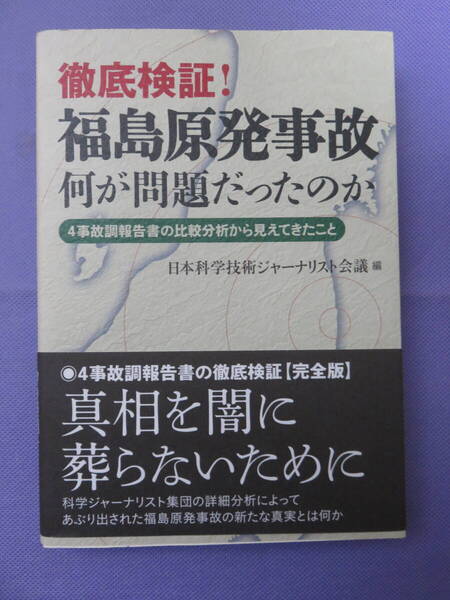 徹底検証！
福島原発事故
何が問題だったのか
4事故調報告書の比較分析から見えてきたこと
日本科学技術ジャーナリスト会議 編
◉4事故調報告書の徹底検証【完全版】
真相を闇に
葬らないために
科学ジャーナリスト集団の詳細分析によって
あぶり出された福島原発事故の新たな真実とは何か